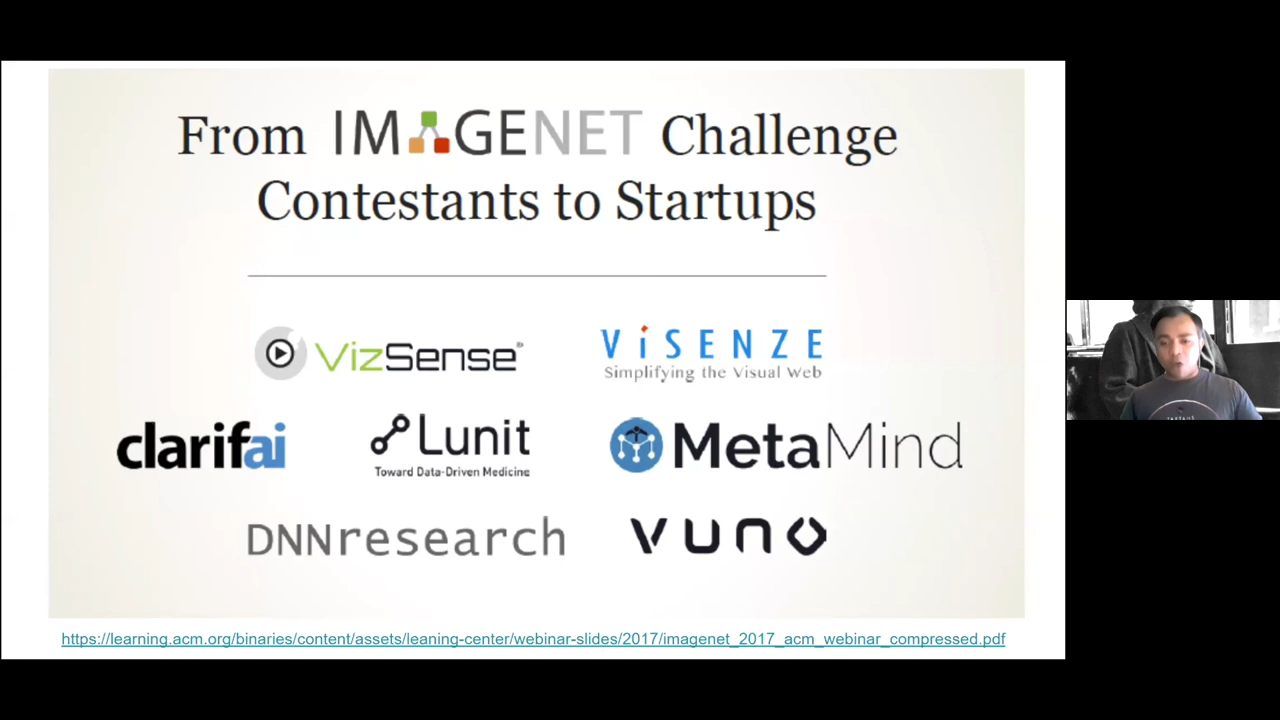 From IMAGENET Challenge
Contestants to Startups
VizSense®
ViSENZE
Simplifying the Visual Web
clarifai
Lunit
Toward Data-Driven Medicine
MetaMind
DNNresearch
VUNO
https://learning.acm.org/binaries/content/assets/leaning-center/webinar-slides/2017/imagenet_2017_acm_webinar_compressed.pdf